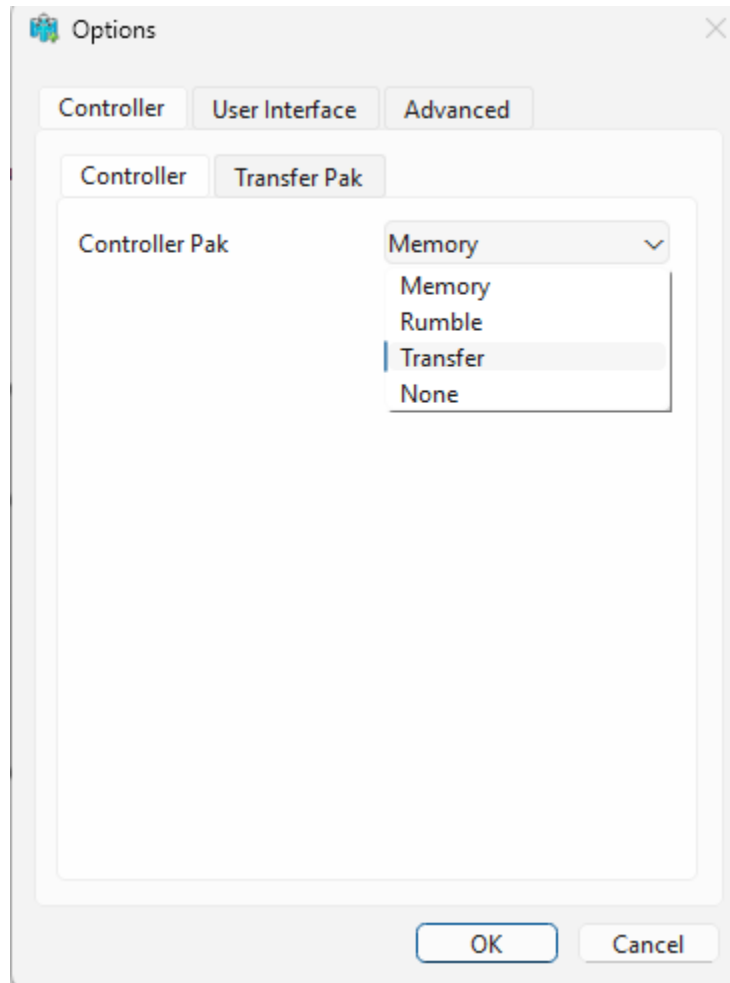 Options
Controller User Interface Advanced
Controller Transfer Pak
Controller Pak Memory
Memory
Rumble
Transfer
None
OK Cancel